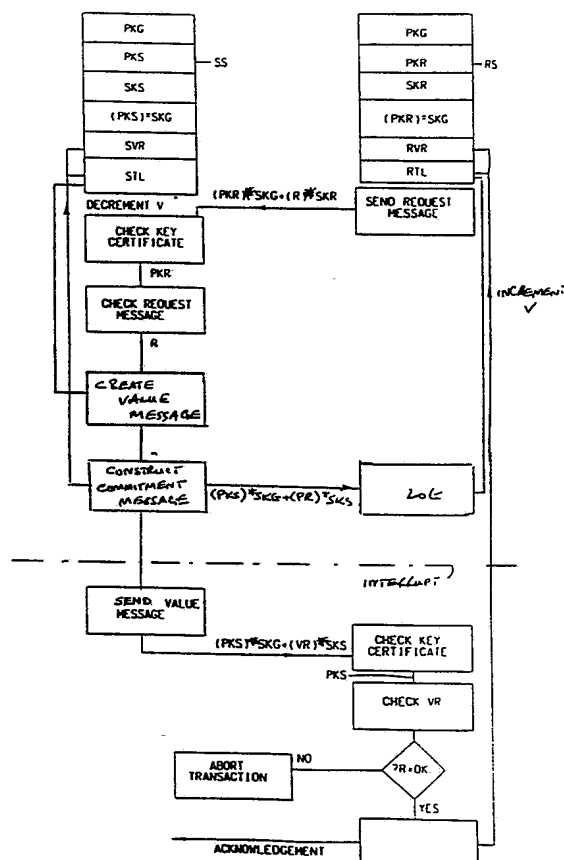 PKG
PKS
SS
SKS
(PKS)*SKG
SVR
STL
PKG
PKR
RS
SKR
(PKR)*SKG
RVR
RTL
DECREMENT V
(PKR)*SKG+(R)*SKR
SEND REQUEST
MESSAGE
CHECK KEY
CERTIFICATE
PKR
INCREMENT
V
CHECK REQUEST
MESSAGE
R
CREATE
VALUE
MESSAGE
CONSTRUCT
COMMITMENT
MESSAGE
(PKS)*SKG+(PR)*SKS
LOG
INTERRUPT
SEND VALUE
MESSAGE
(PKS)*SKG+(VR)*SKS
CHECK KEY
CERTIFICATE
PKS
CHECK VR
ABORT
TRANSACTION
NO
?R=OK.
YES
ACKNOWLEDGEMENT